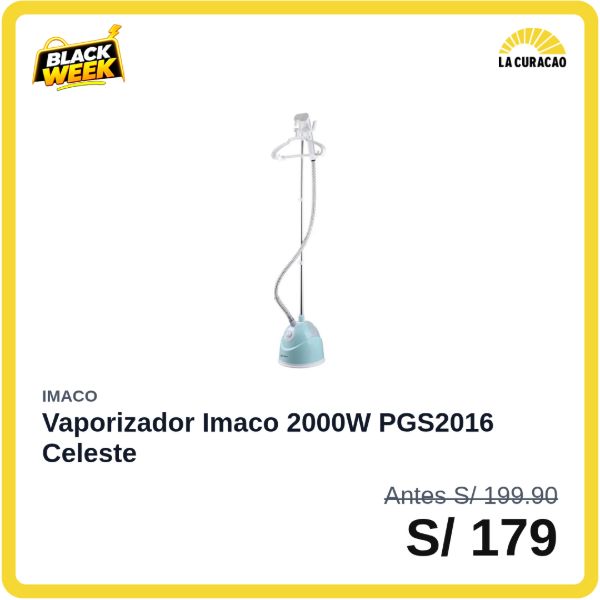 BLACK
WEEK
LA CURACAO
IMACO
Vaporizador Imaco 2000W PGS2016
Celeste
Antes S/ 199.90
S/ 179